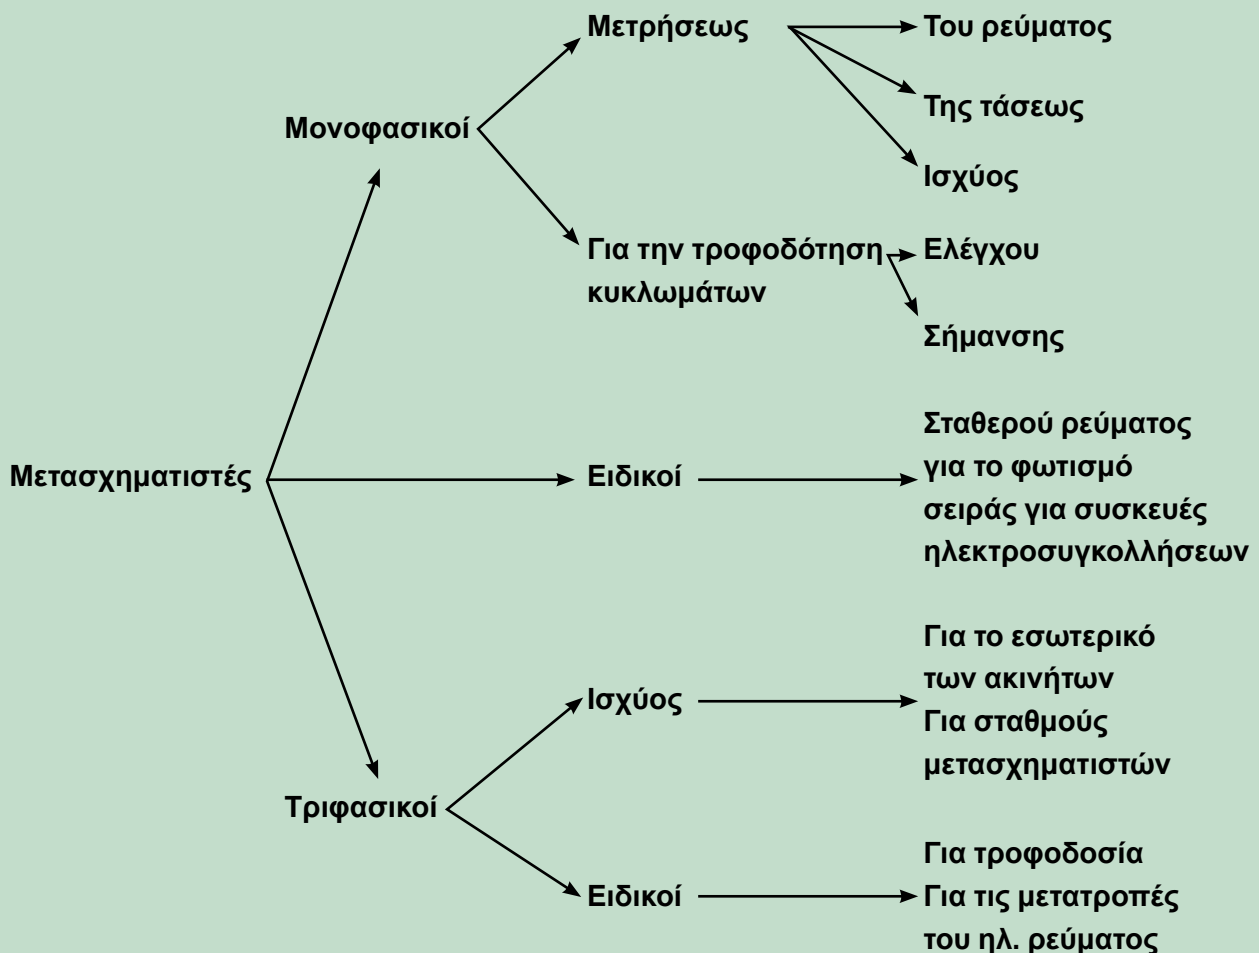 Μετρήσεως
Του ρεύματος
Της τάσεως
Μονοφασικοί
Ισχύος
Για την τροφοδότηση
κυκλωμάτων
Ελέγχου
Σήμανσης
Μετασχηματιστές
Ειδικοί
Σταθερού ρεύματος
για το φωτισμό
σειράς για συσκευές
ηλεκτροσυγκολλήσεων
Τριφασικοί
Ισχύος
Για το εσωτερικό
των ακινήτων
Για σταθμούς
μετασχηματιστών
Ειδικοί
Για τροφοδοσία
Για τις μετατροπές
του ηλ. ρεύματος